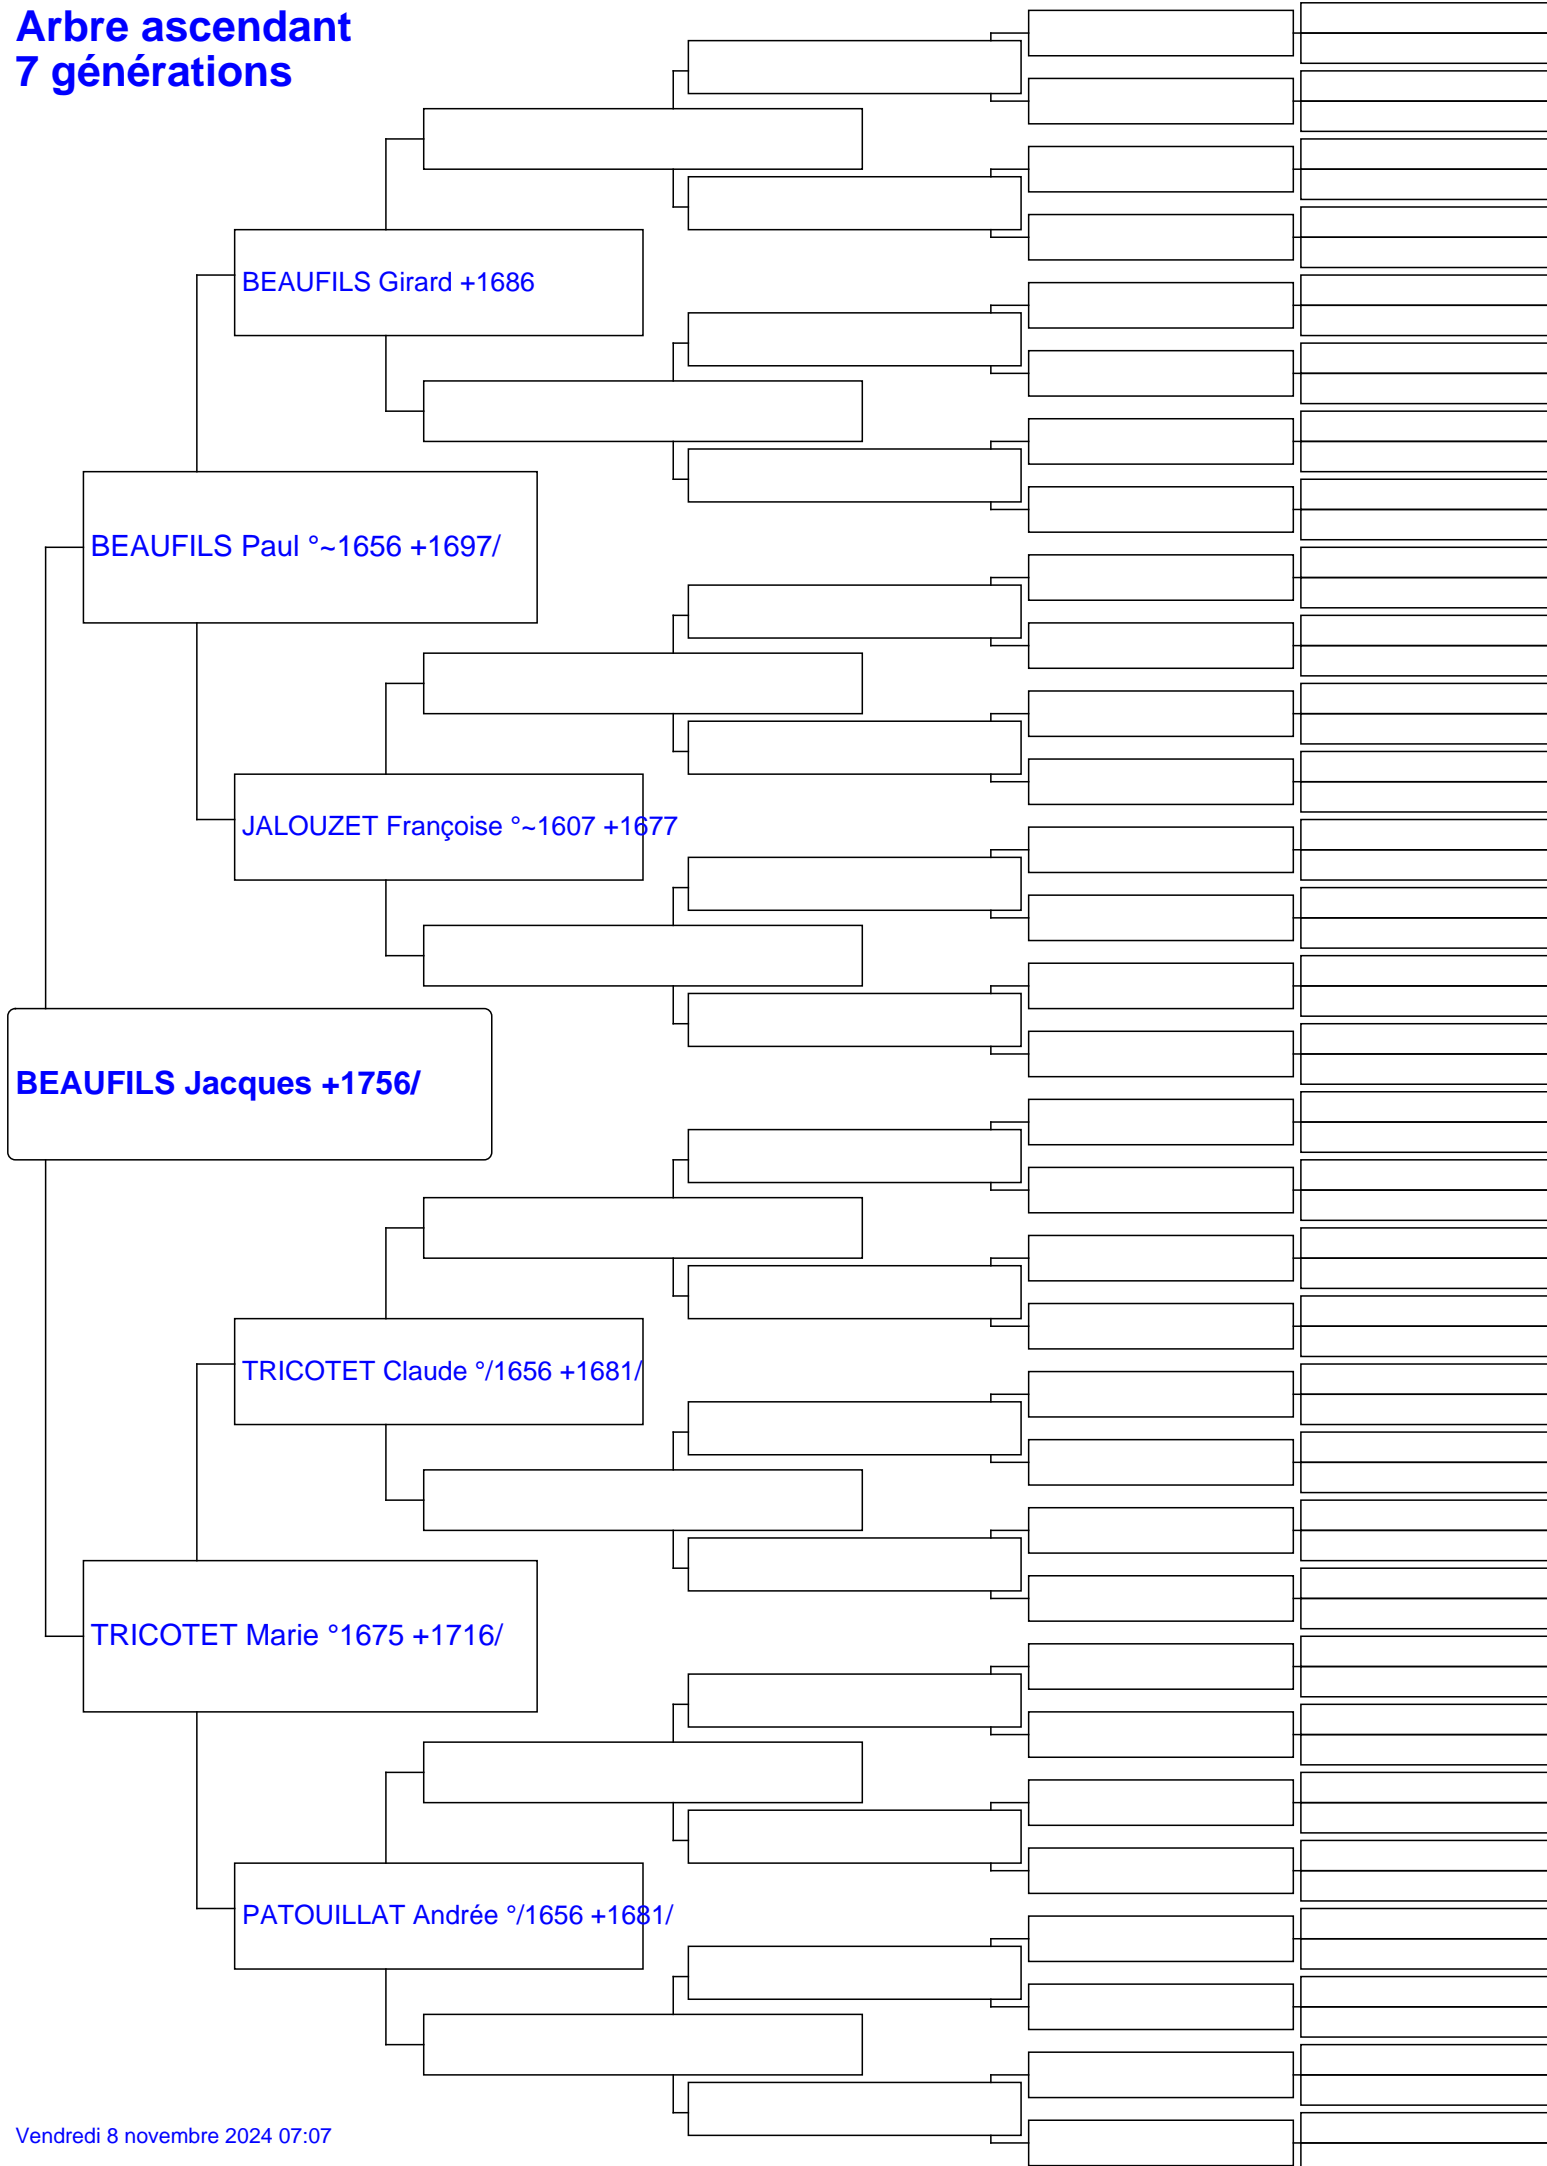 Arbre ascendant
7 générations
BEAUFILS Girard +1686
BEAUFILS Paul °~1656 +1697/
JALOUZET Françoise °~1607 +1677
BEAUFILS Jacques +1756/
TRICOTET Claude °/1656 +1681/
TRICOTET Marie °1675 +1716/
PATOUILLAT Andrée °/1656 +1681/
Vendredi 8 novembre 2024 07:07